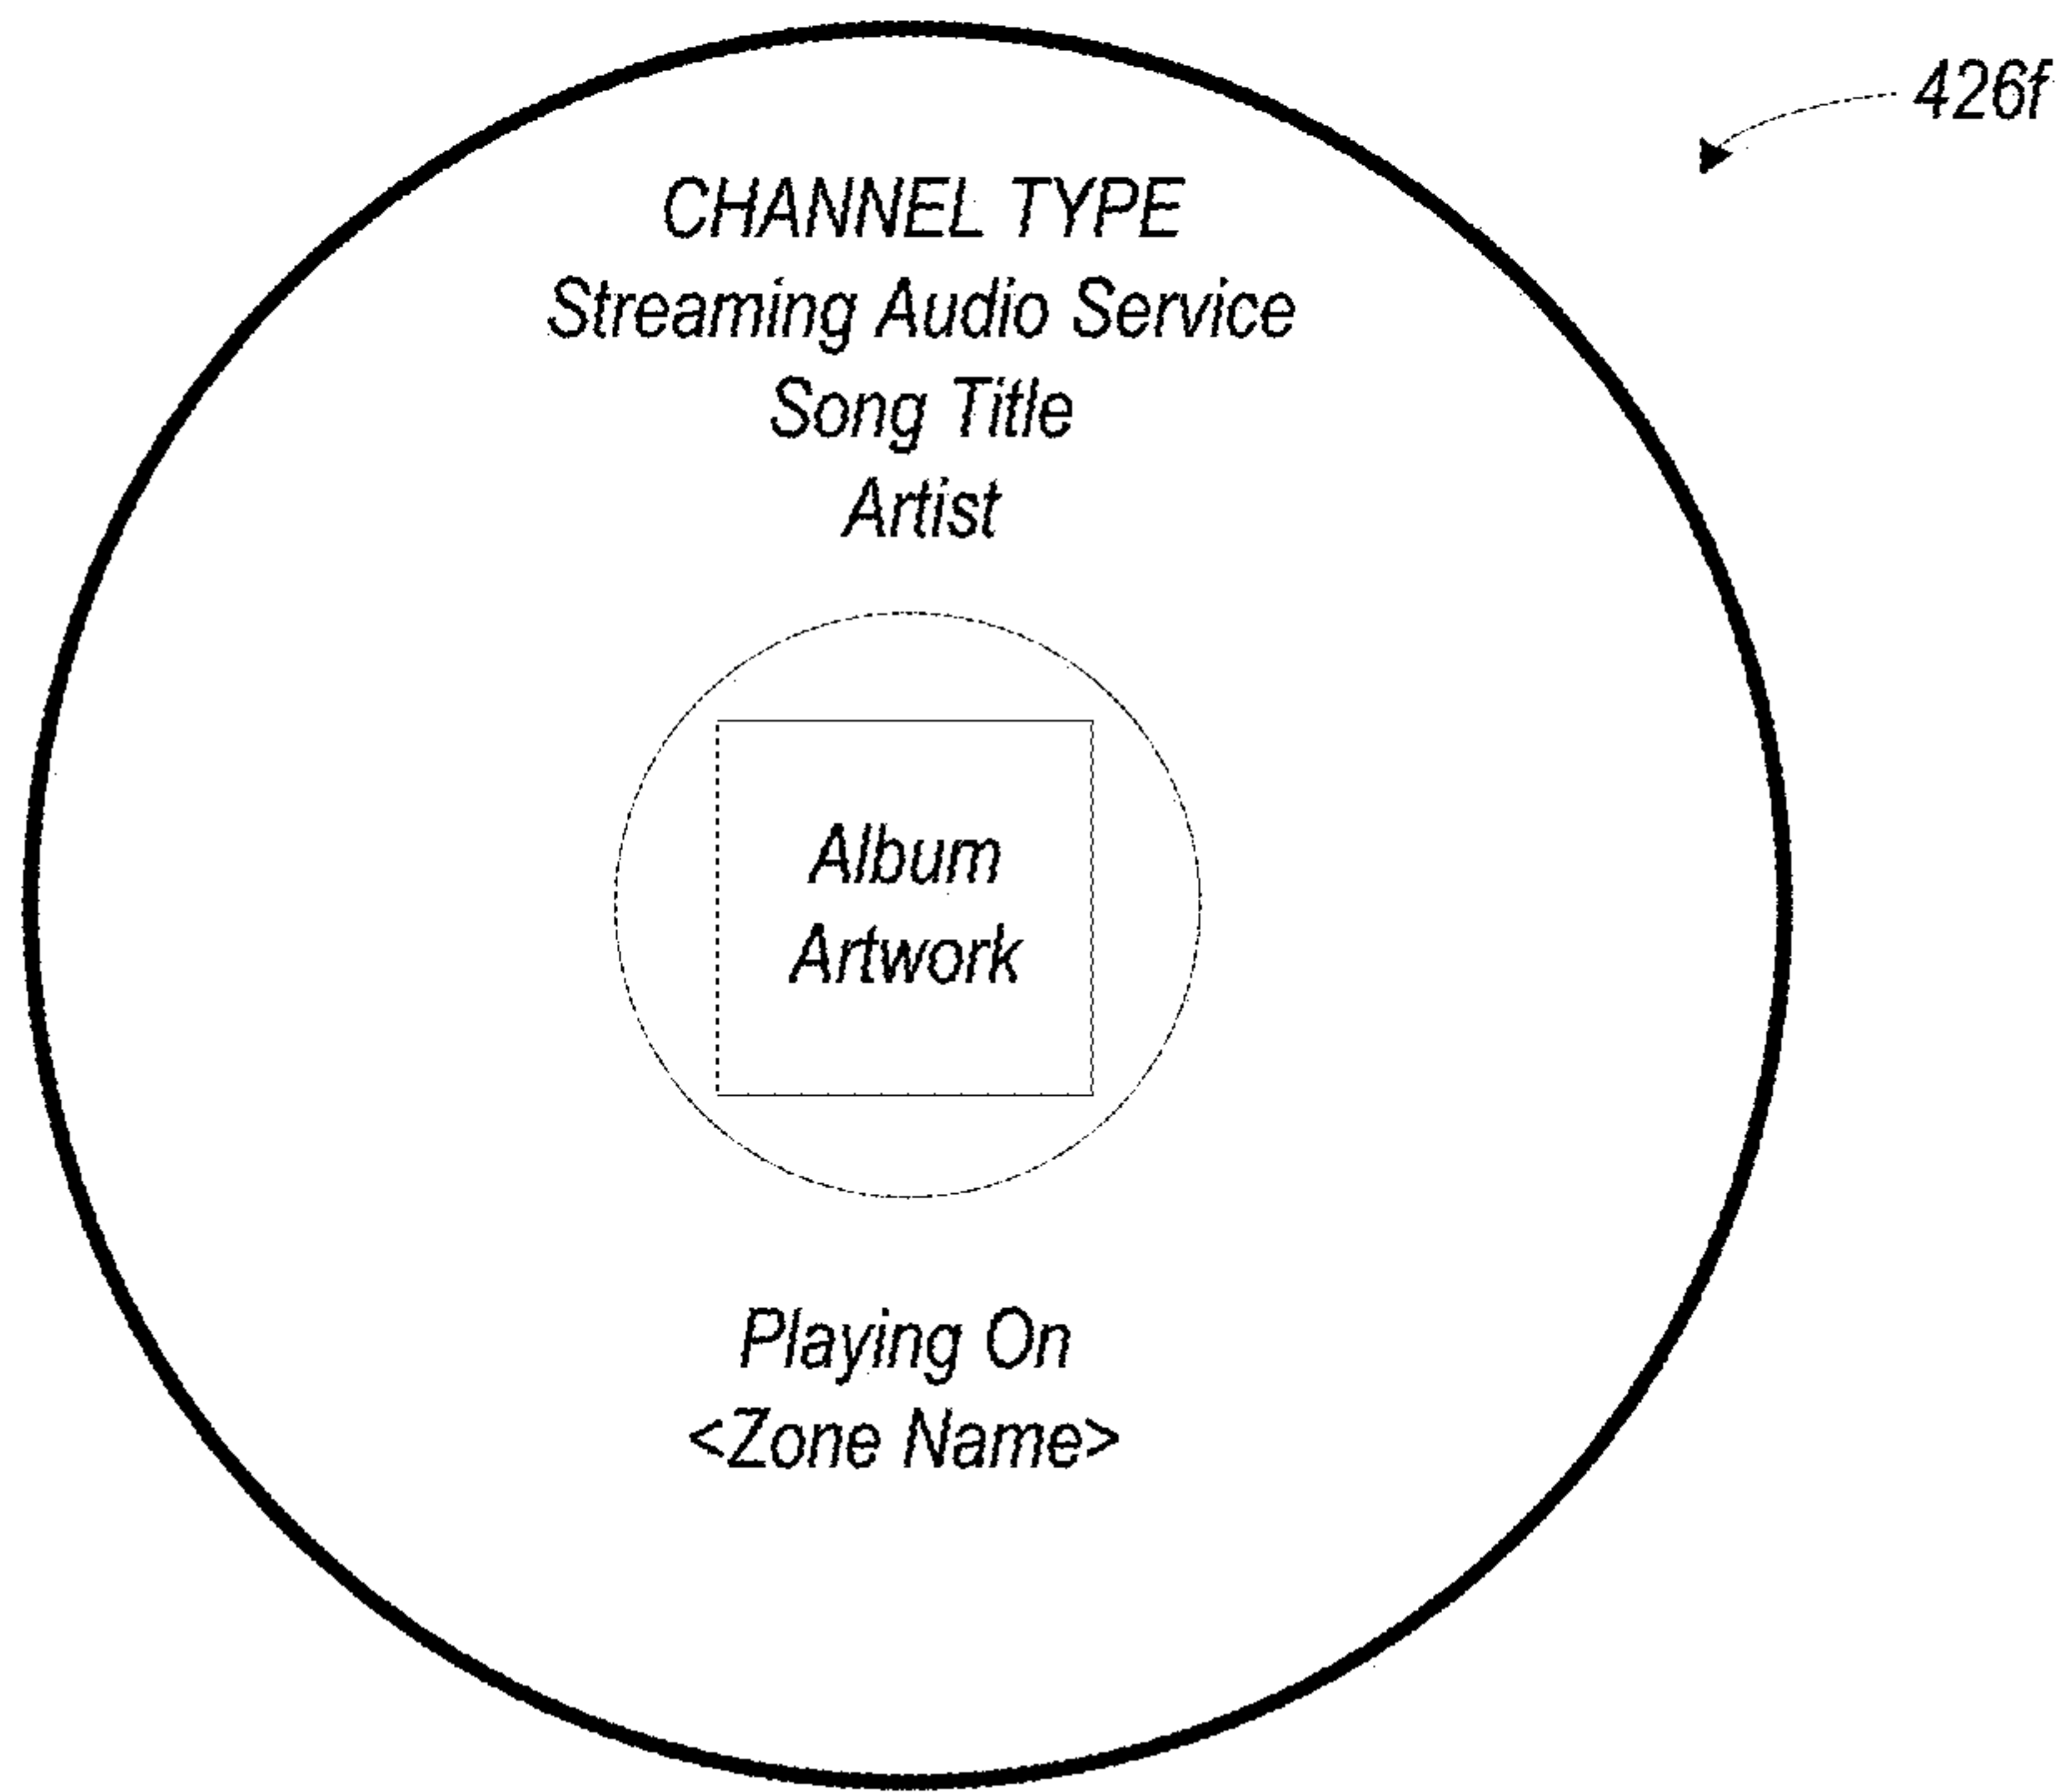 426f
CHANNEL TYPE
Streaming Audio Service
Song Title
Artist
Album
Artwork
Playing On
<Zone Name>